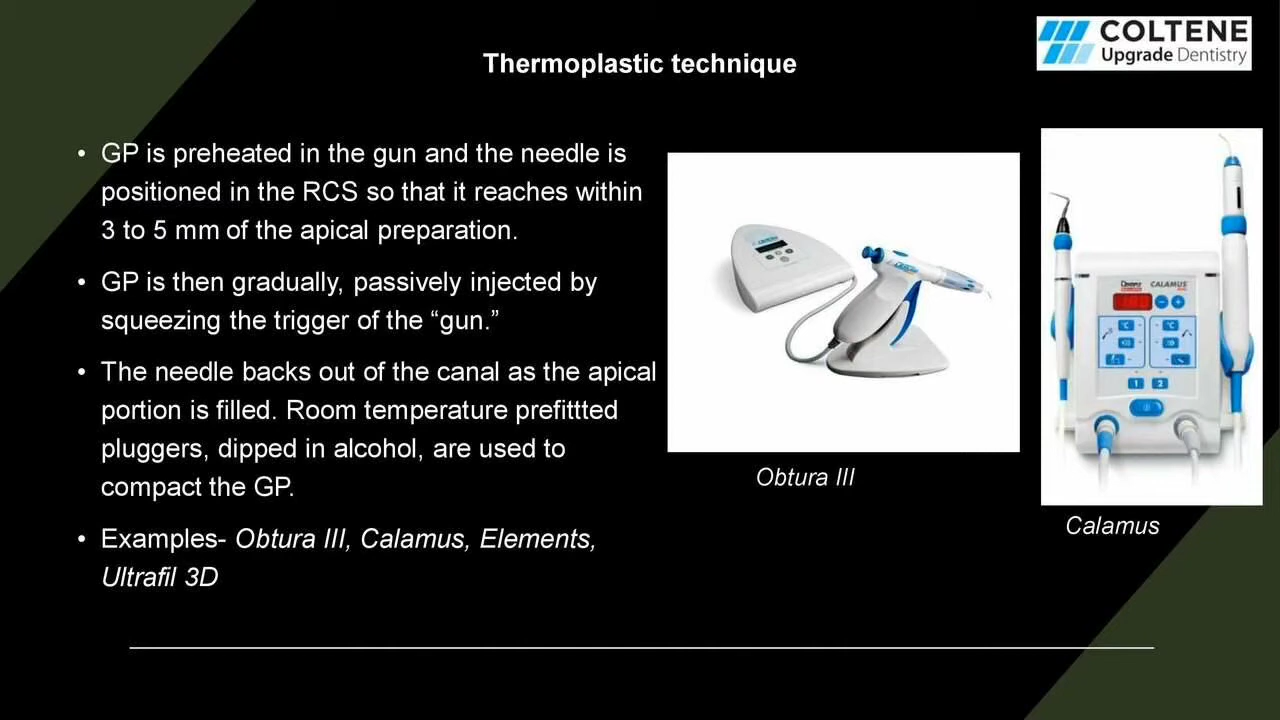 COLTENE
Upgrade Dentistry
Thermoplastic technique
• GP is preheated in the gun and the needle is
positioned in the RCS so that it reaches within
3 to 5 mm of the apical preparation.
• GP is then gradually, passively injected by
squeezing the trigger of the “gun.”
• The needle backs out of the canal as the apical
portion is filled. Room temperature prefittted
pluggers, dipped in alcohol, are used to
compact the GP.
• Examples- Obtura III, Calamus, Elements,
Ultrafil 3D
Obtura III
CALAMUS
°C °C
1 2
Calamus